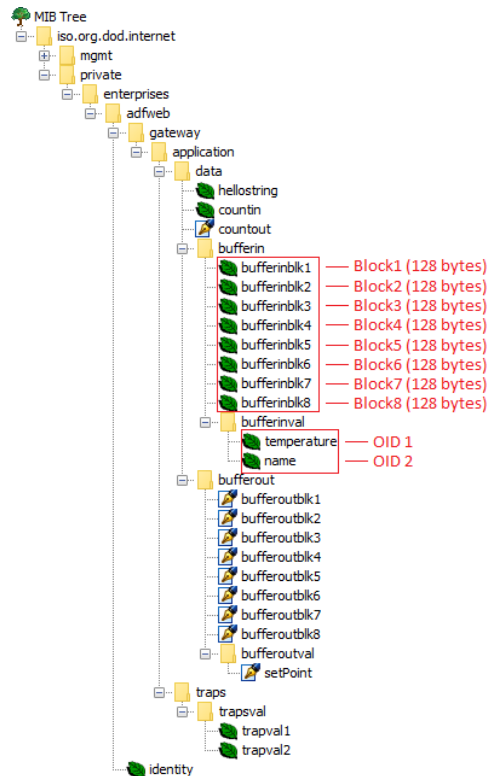 MIB Tree
iso.org.dod.internet
mgmt
private
enterprises
adfweb
gateway
application
data
hellostring
countin
countout
bufferin
bufferinblk1 Block1 (128 bytes)
bufferinblk2 Block2 (128 bytes)
bufferinblk3 Block3 (128 bytes)
bufferinblk4 Block4 (128 bytes)
bufferinblk5 Block5 (128 bytes)
bufferinblk6 Block6 (128 bytes)
bufferinblk7 Block7 (128 bytes)
bufferinblk8 Block8 (128 bytes)
bufferinval
temperature OID 1
name OID 2
bufferout
bufferoutblk1
bufferoutblk2
bufferoutblk3
bufferoutblk4
bufferoutblk5
bufferoutblk6
bufferoutblk7
bufferoutblk8
bufferoutval
setPoint
traps
trapsval
trapval1
trapval2
identity